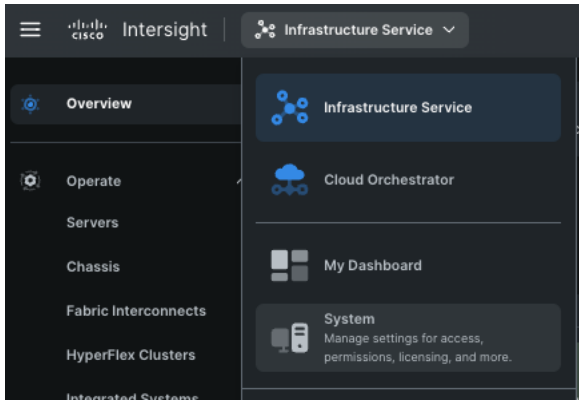 CISCO Intersight Infrastructure Service
Overview
Operate
Servers
Chassis
Fabric Interconnects
HyperFlex Clusters
Integrated Systems
Infrastructure Service
Cloud Orchestrator
My Dashboard
System
Manage settings for access,
permissions, licensing, and more.